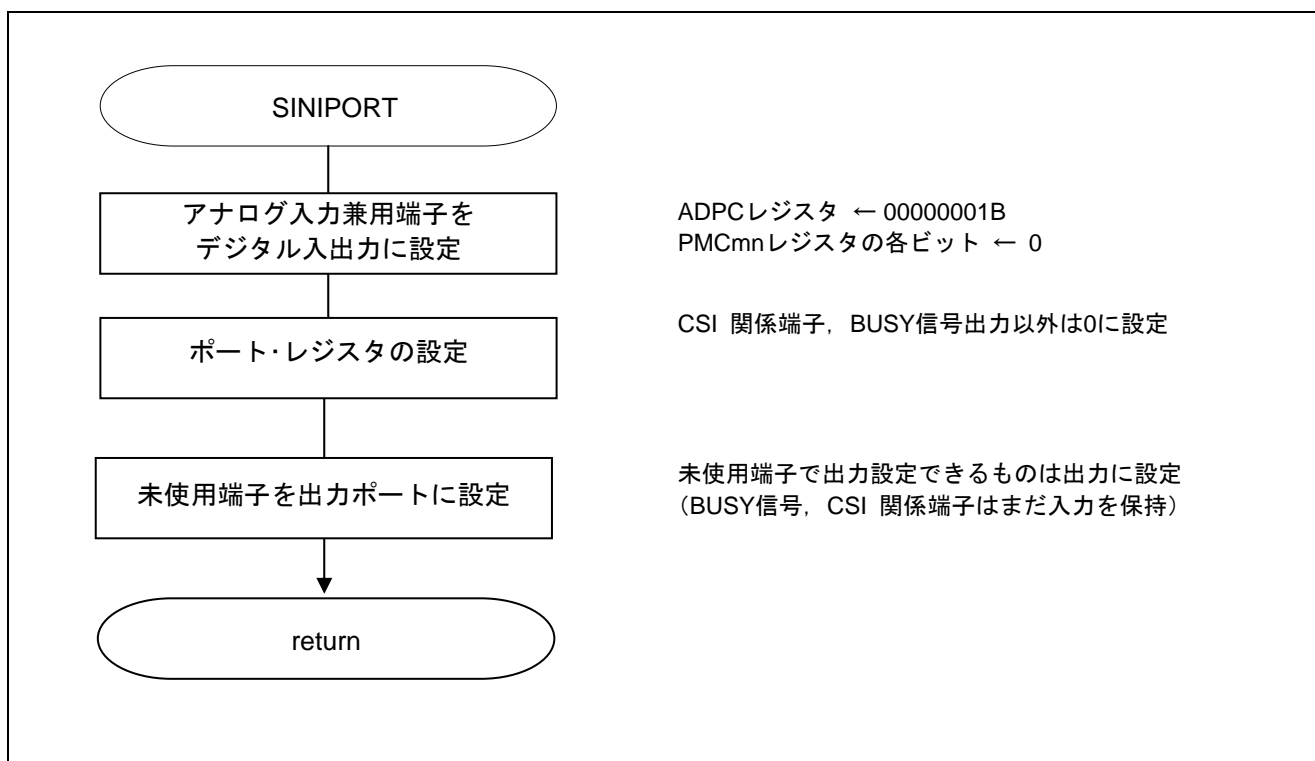 SINIPORT
アナログ入力兼用端子を
デジタル入出力に設定
ADPCレジスタ ← 00000001B
PMCmnレジスタの各ビット ← 0
ポート・レジスタの設定
CSI 関係端子，BUSY信号出力以外は0に設定
未使用端子を出力ポートに設定
未使用端子で出力設定できるものは出力に設定
（BUSY信号，CSI 関係端子はまだ入力を保持）
return